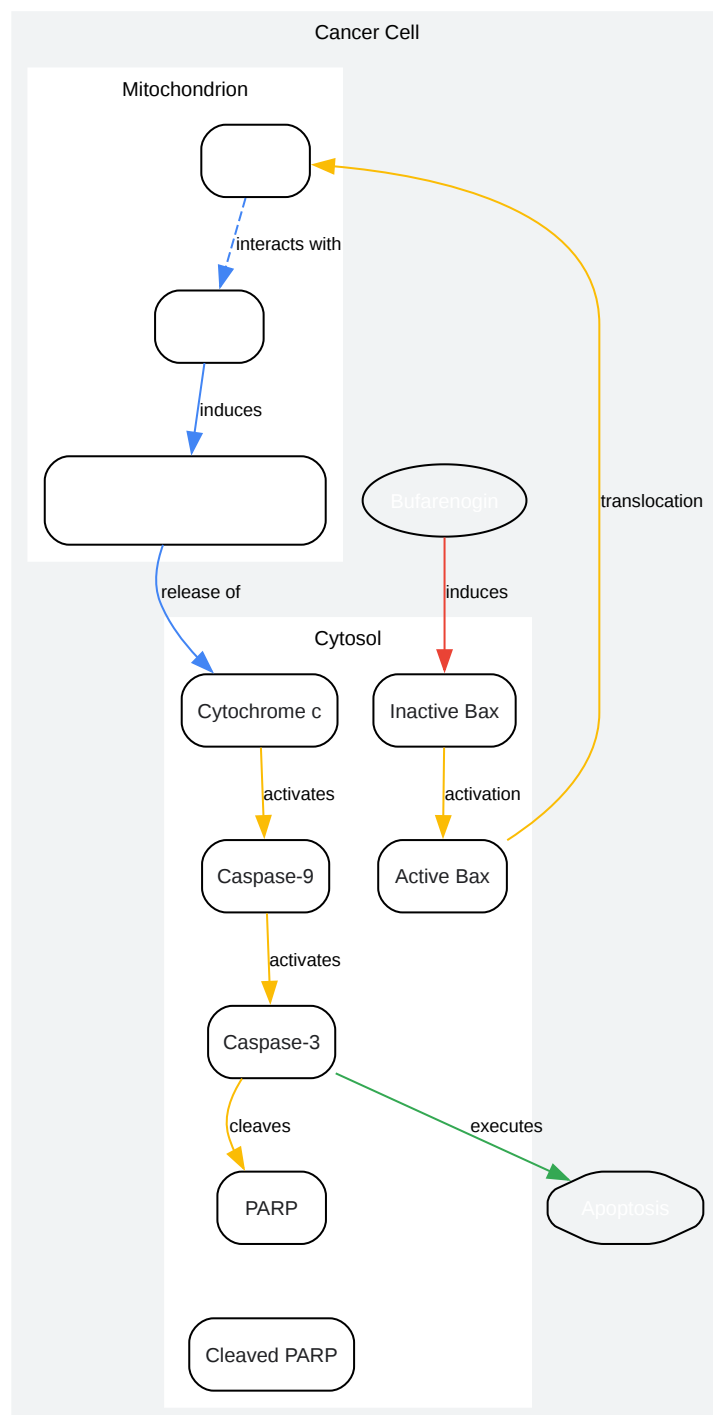 Cancer Cell
Mitochondrion
interacts with
induces
Bufarenogin
translocation
release of
induces
Cytosol
Cytochrome c
Inactive Bax
activates
activation
Caspase-9
Active Bax
activates
Caspase-3
cleaves
executes
PARP
Apoptosis
Cleaved PARP